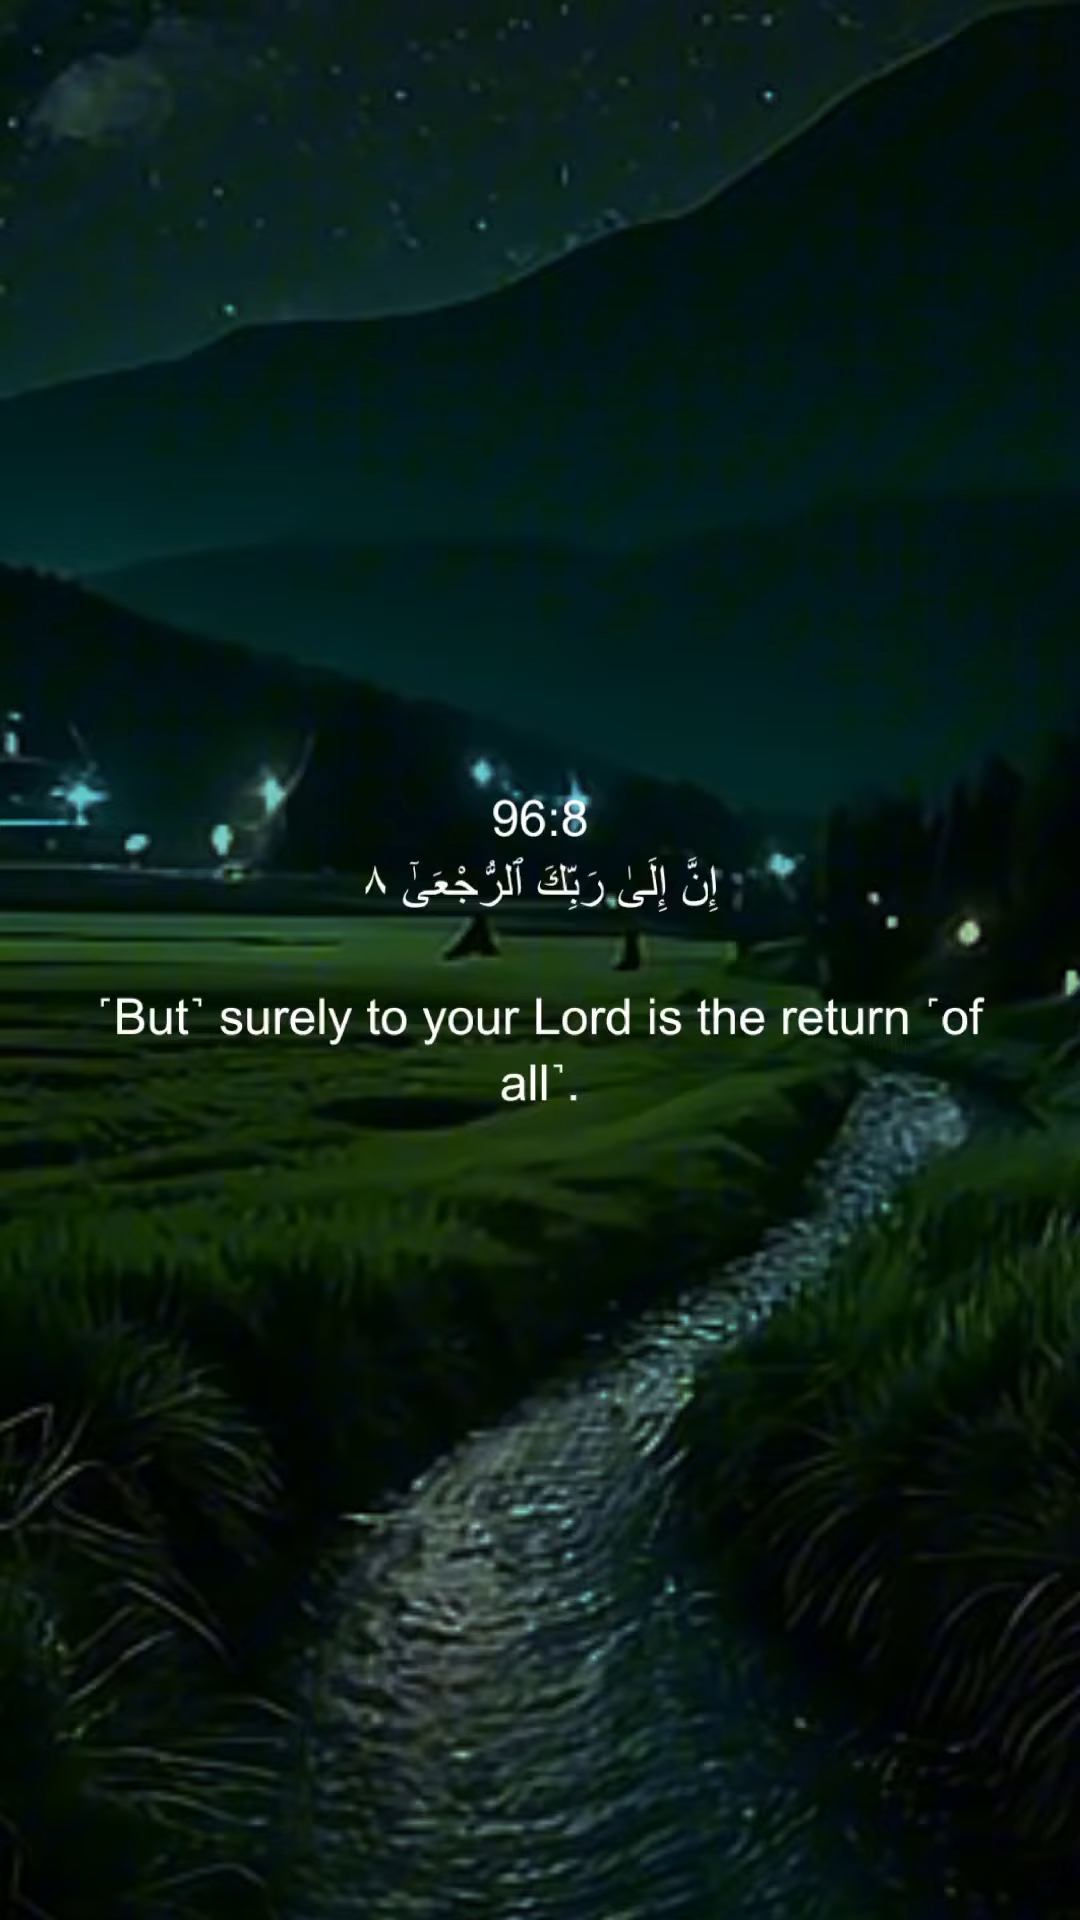 96:8
إِنَّ إِلَىٰ رَبِّكَ ٱلرُّجْعَىٰٓ ٨
˹But˺ surely to your Lord is the return ˹of
all˺.